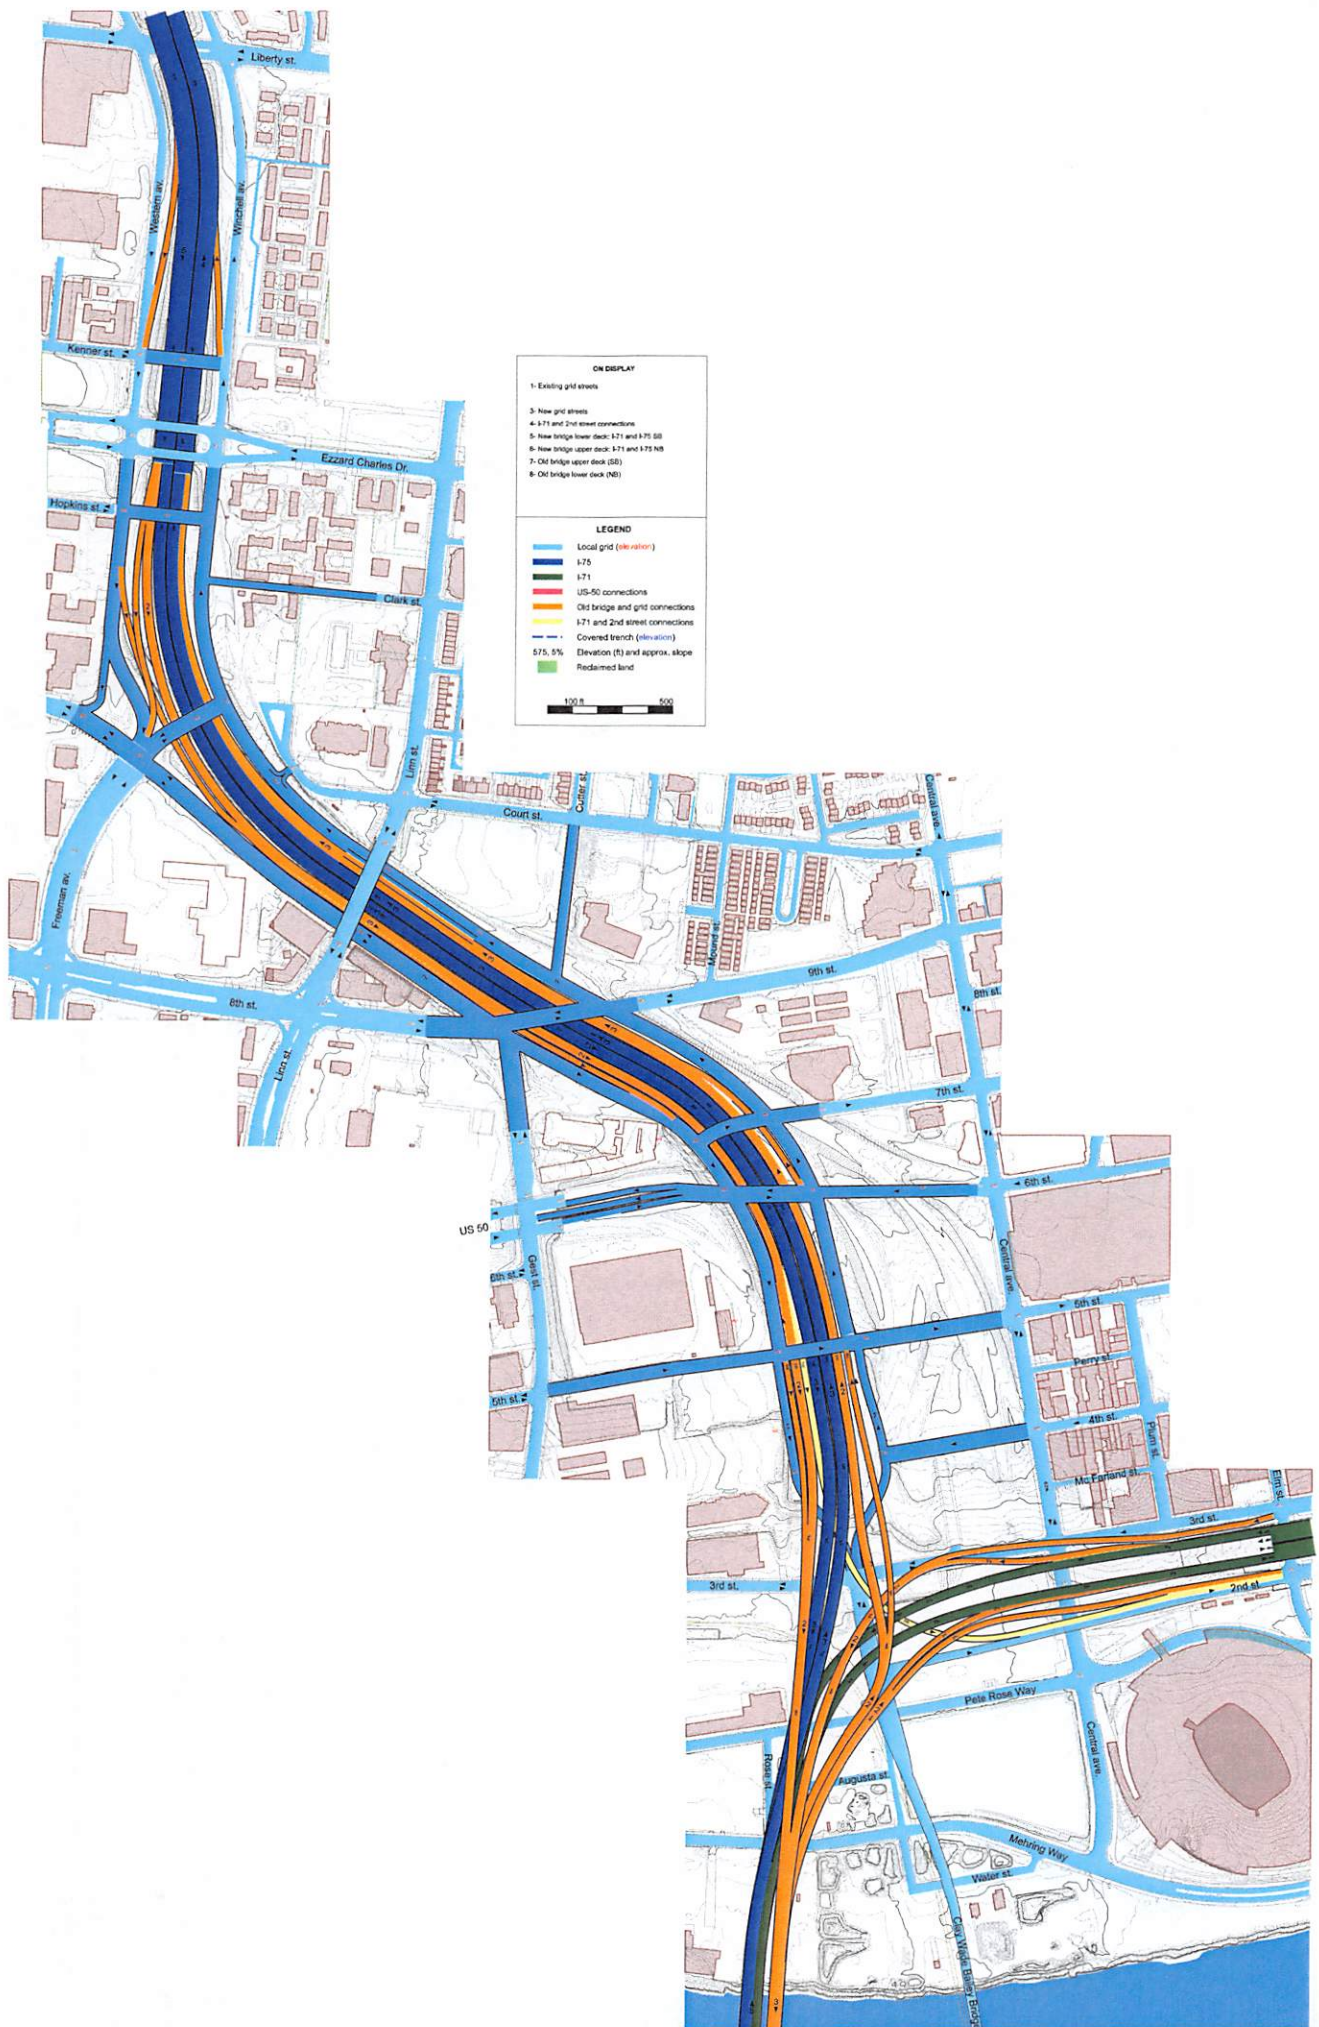 Liberty st.
Western av.
Winchell av.
Kenner st.
ON DISPLAY
1- Existing grid streets
3- New grid streets
4- I-71 and 2nd street connections
5- New bridge lower deck: I-71 and I-75 SB
6- New bridge upper deck: I-71 and I-75 NB
7- Old bridge upper deck (SB)
8- Old bridge lower deck (NB)
LEGEND
Local grid (elevation)
I-75
I-71
US-50 connections
Old bridge and grid connections
I-71 and 2nd street connections
Covered trench (elevation)
575, 5% Elevation (ft) and approx. slope
Reclaimed land
100 ft 500
Ezzard Charles Dr.
Hopkins st.
Clark st.
Linn st.
Cutter st.
Court st.
Central ave.
Freeman av.
Mound st.
9th st.
8th st.
8th st.
Linn st.
7th st.
6th st.
US 50
Gest st.
6th st.
Central ave.
5th st.
Perry st.
5th st.
4th st.
Plum st.
Mc Farland st.
Elm st.
3rd st.
3rd st.
2nd st.
Pete Rose Way
Central ave.
Rose st.
Augusta st.
Mehring Way
Water st.
Clay Wade Bailey Bridge